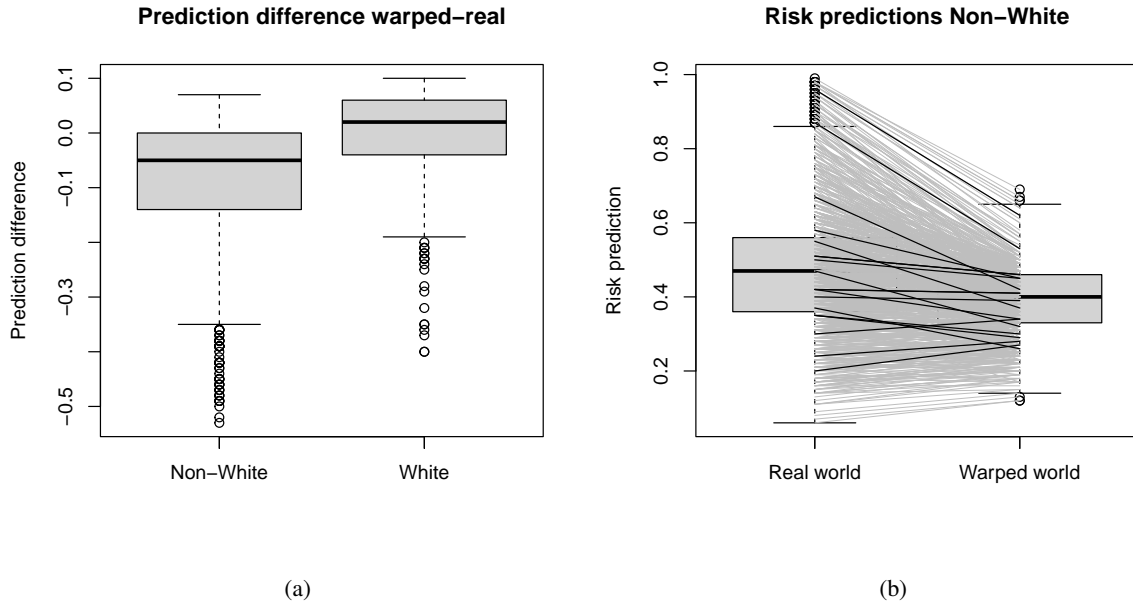 Prediction difference warped−real
Prediction difference
0.1
0.0
−0.1
−0.3
−0.5
Non−White
White
(a)
Risk predictions Non−White
Risk prediction
1.0
0.8
0.6
0.4
0.2
Real world
Warped world
(b)